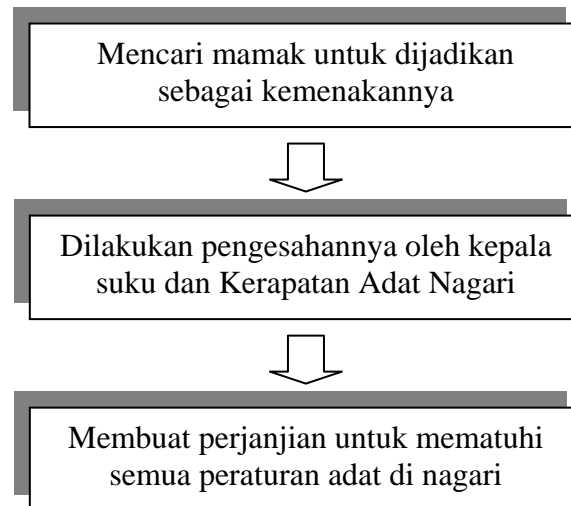 Mencari mamak untuk dijadikan
sebagai kemenakannya
Dilakukan pengesahannya oleh kepala
suku dan Kerapatan Adat Nagari
Membuat perjanjian untuk mematuhi
semua peraturan adat di nagari